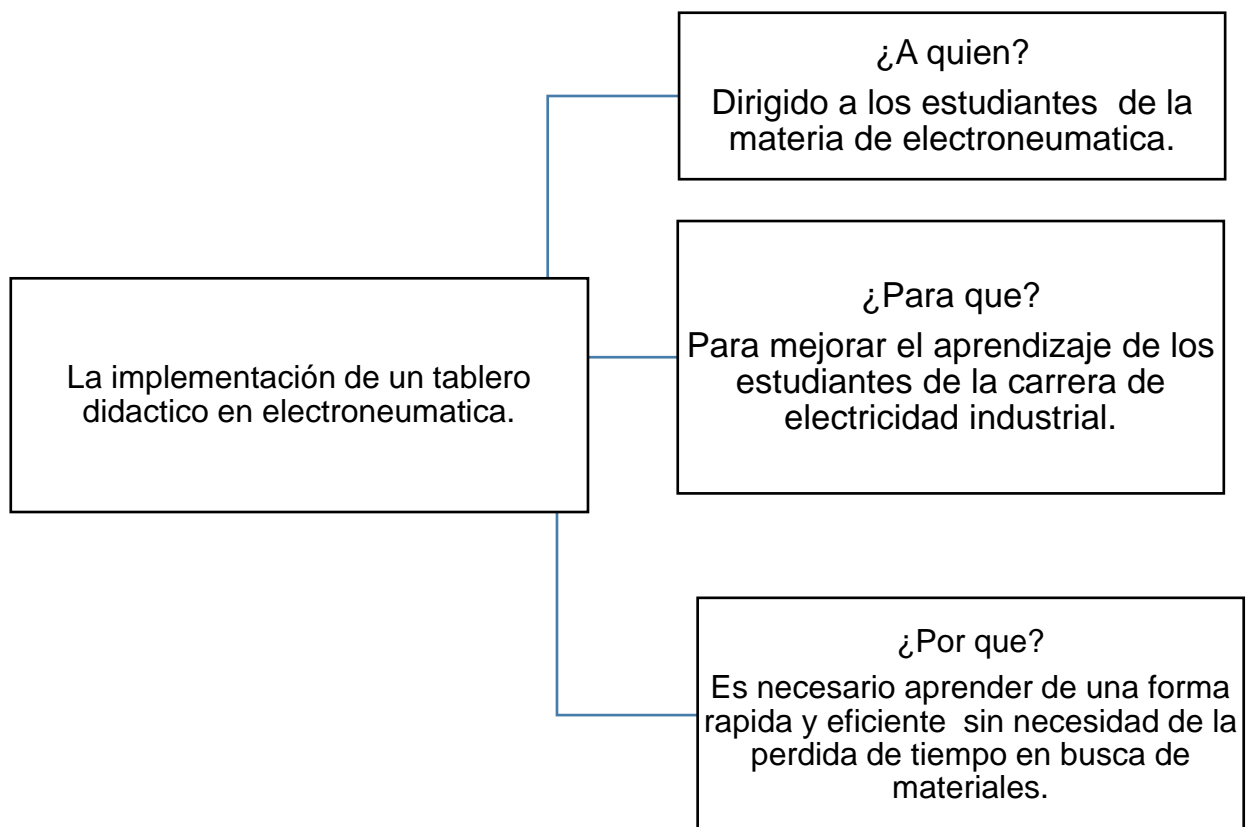 ¿A quien?
Dirigido a los estudiantes de la
materia de electroneumatica.
La implementación de un tablero
didactico en electroneumatica.
¿Para que?
Para mejorar el aprendizaje de los
estudiantes de la carrera de
electricidad industrial.
¿Por que?
Es necesario aprender de una forma
rapida y eficiente sin necesidad de la
perdida de tiempo en busca de
materiales.